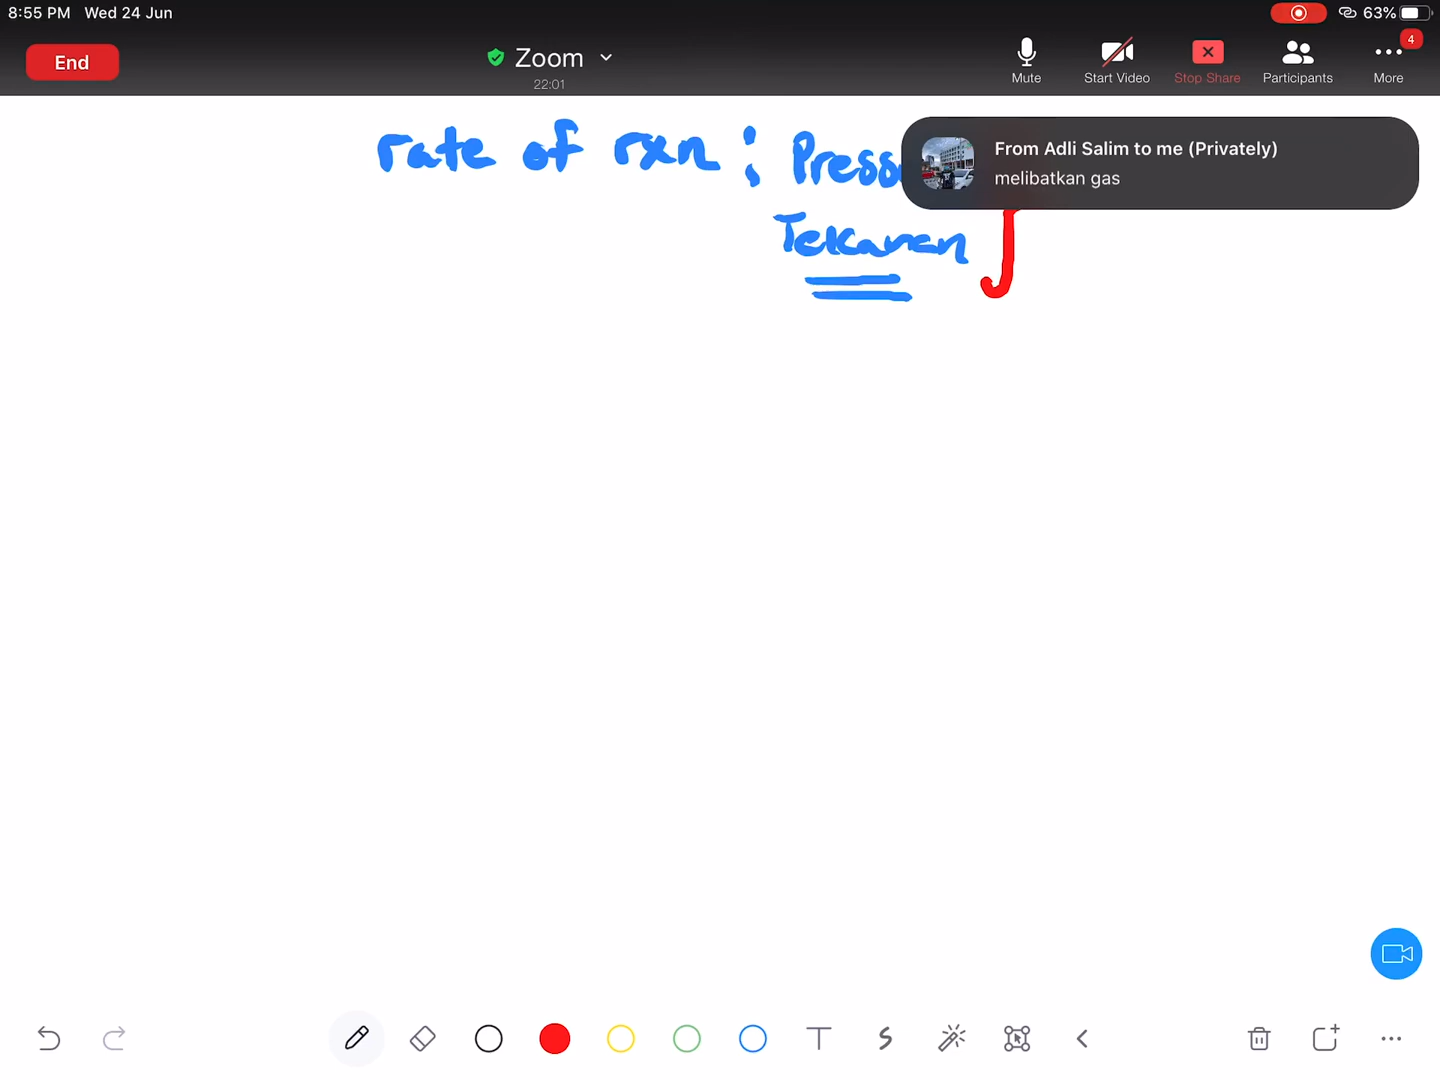 8:55 PM Wed 24 Jun
63%
End
Zoom
22:01
Mute
Start Video
Stop Share
Participants
More
4
rate of rxn : Press
From Adli Salim to me (Privately)
melibatkan gas
Tekanan
T